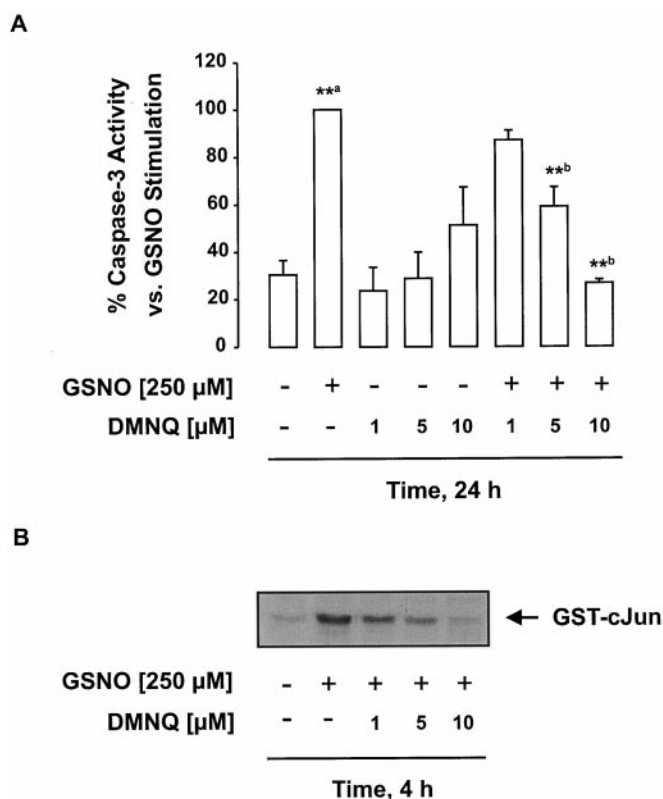 A
% Caspase-3 Activity
vs. GSNO Stimulation
120
100
80
60
40
20
0
**a
**b
**b
GSNO [250 µM] - + - - - + + +
DMNQ [µM] - - 1 5 10 1 5 10
Time, 24 h
B
GST-cJun
GSNO [250 µM] - + + + +
DMNQ [µM] - - 1 5 10
Time, 4 h